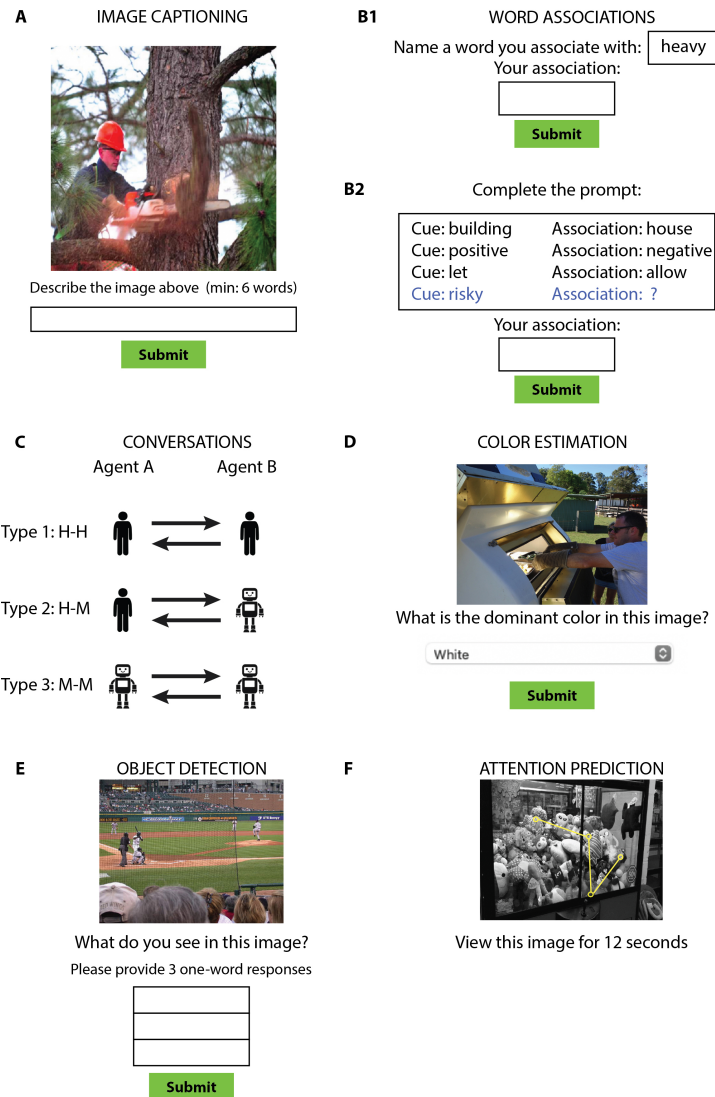 A IMAGE CAPTIONING
Describe the image above (min: 6 words)
Submit
B1 WORD ASSOCIATIONS
Name a word you associate with: heavy
Your association:
Submit
B2 Complete the prompt:
Cue: building Association: house
Cue: positive Association: negative
Cue: let Association: allow
Cue: risky Association: ?
Your association:
Submit
C CONVERSATIONS
Agent A Agent B
Type 1: H-H
Type 2: H-M
Type 3: M-M
D COLOR ESTIMATION
What is the dominant color in this image?
White
Submit
E OBJECT DETECTION
What do you see in this image?
Please provide 3 one-word responses
Submit
F ATTENTION PREDICTION
View this image for 12 seconds